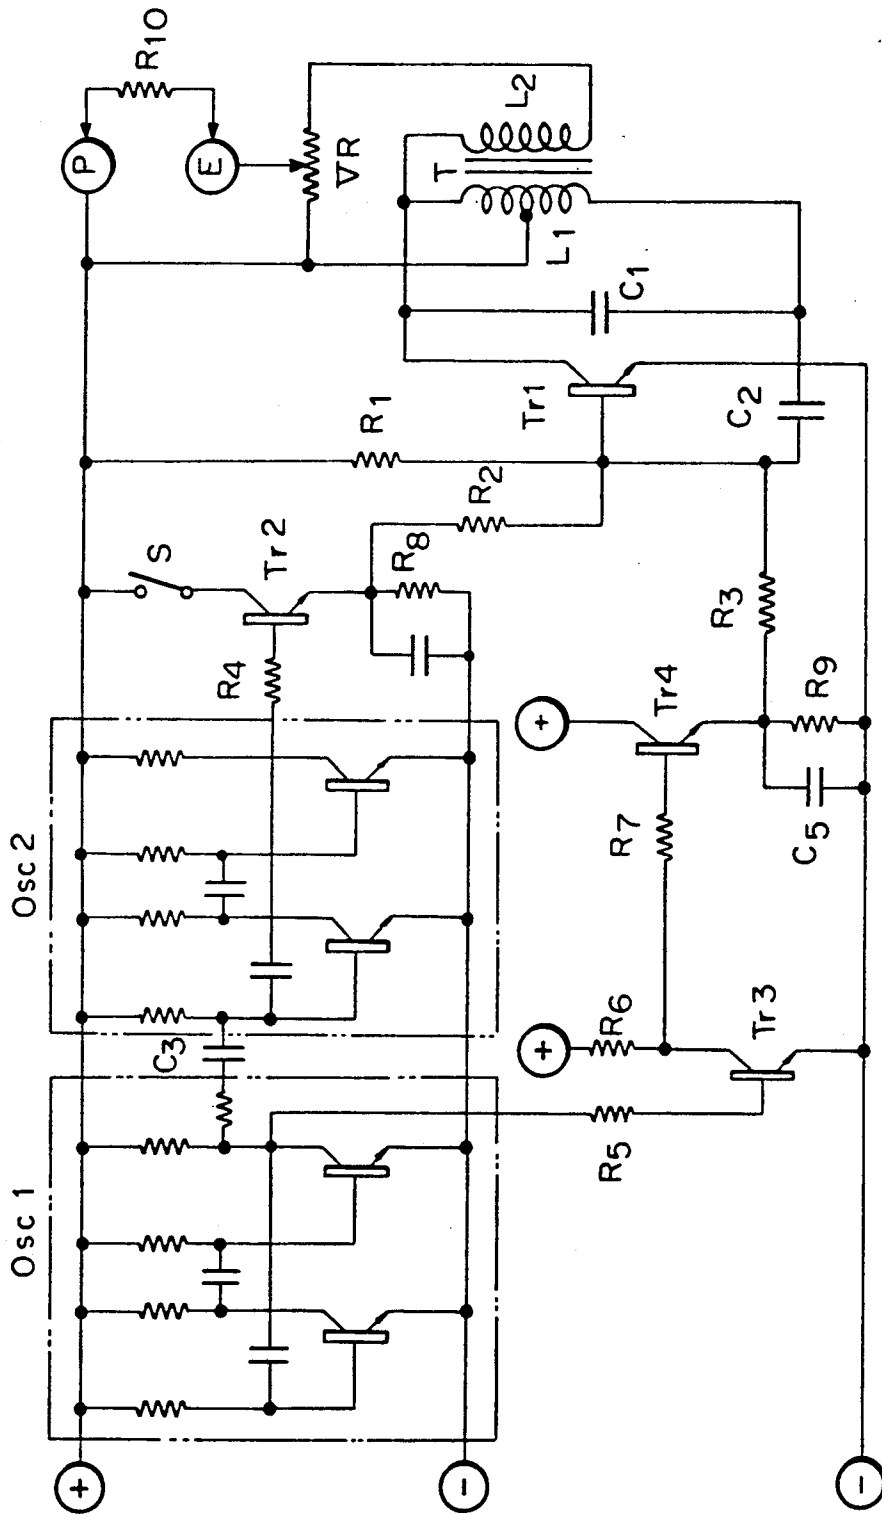 Osc 1
Osc 2
C3
R4
S
Tr2
R8
R2
R1
R10
P
E
VR
T
L2
L1
C1
Tr1
C2
R3
Tr4
R9
R7
C5
R6
Tr3
R5
+
+
+
-
-